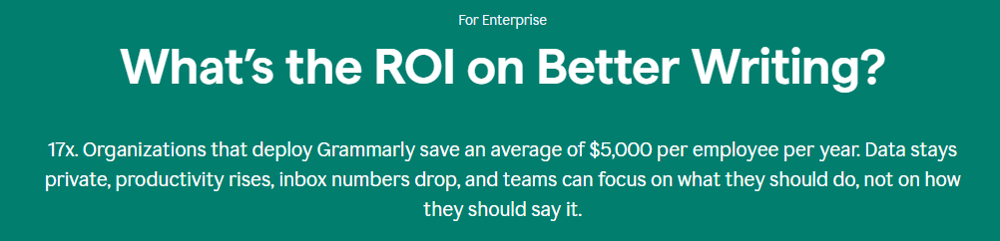 For Enterprise
What's the ROI on Better Writing?
17x. Organizations that deploy Grammarly save an average of $5,000 per employee per year. Data stays
private, productivity rises, inbox numbers drop, and teams can focus on what they should do, not on how
they should say it.